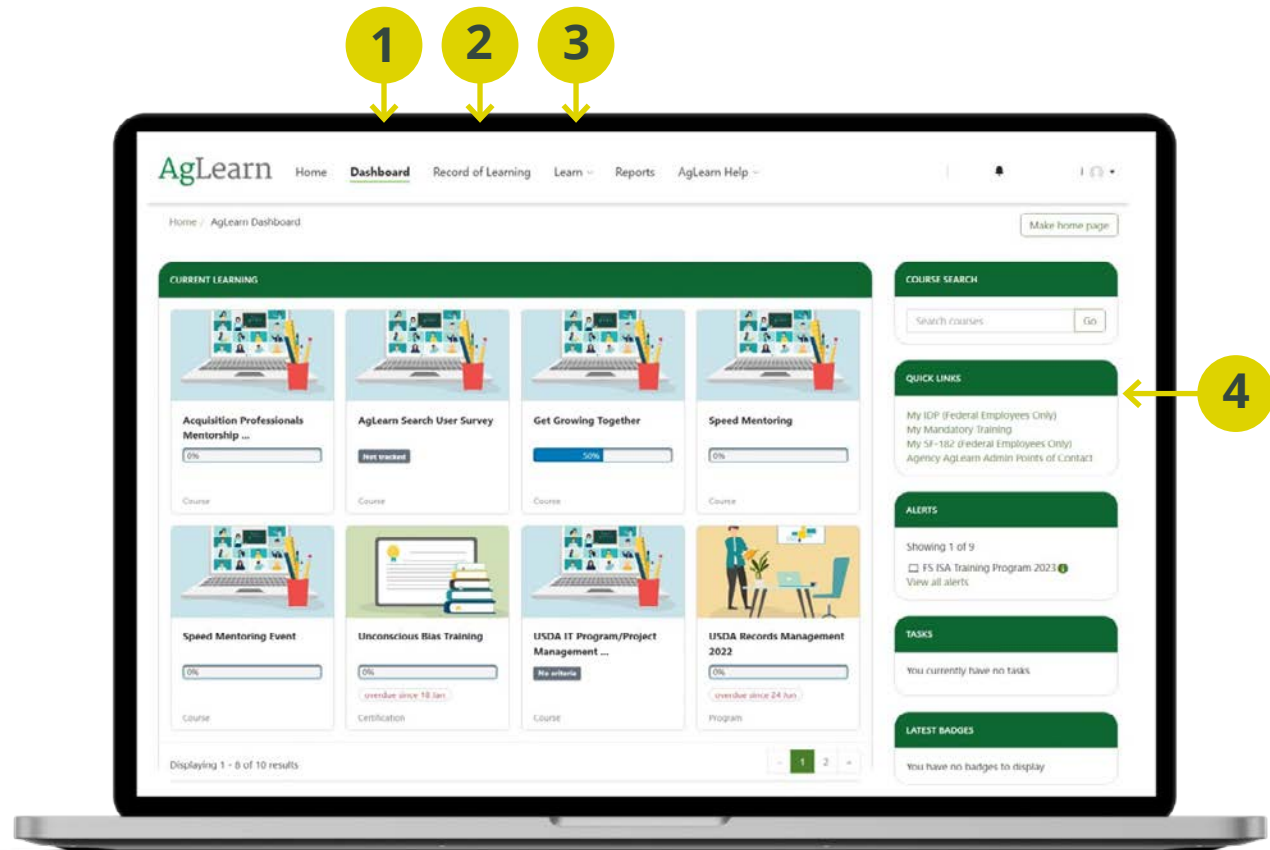 1
2
3
AgLearn Home Dashboard Record of Learning Learn Reports AgLearn Help
Home / AgLearn Dashboard
Make home page
CURRENT LEARNING
Acquisition Professionals
Mentorship ...
0%
Course
AgLearn Search User Survey
Not tracked
Course
Get Growing Together
50%
Course
Speed Mentoring
0%
Course
Speed Mentoring Event
0%
Course
Unconscious Bias Training
0%
overdue since 18 Jan
Certification
USDA IT Program/Project
Management ...
No criteria
Course
USDA Records Management
2022
0%
overdue since 24 Jun
Program
Displaying 1 - 8 of 10 results
« 1 2 »
COURSE SEARCH
Search courses
Go
QUICK LINKS
4
My IDP (Federal Employees Only)
My Mandatory Training
My SF-182 (Federal Employees Only)
Agency AgLearn Admin Points of Contact
ALERTS
Showing 1 of 9
FS ISA Training Program 2023
View all alerts
TASKS
You currently have no tasks
LATEST BADGES
You have no badges to display